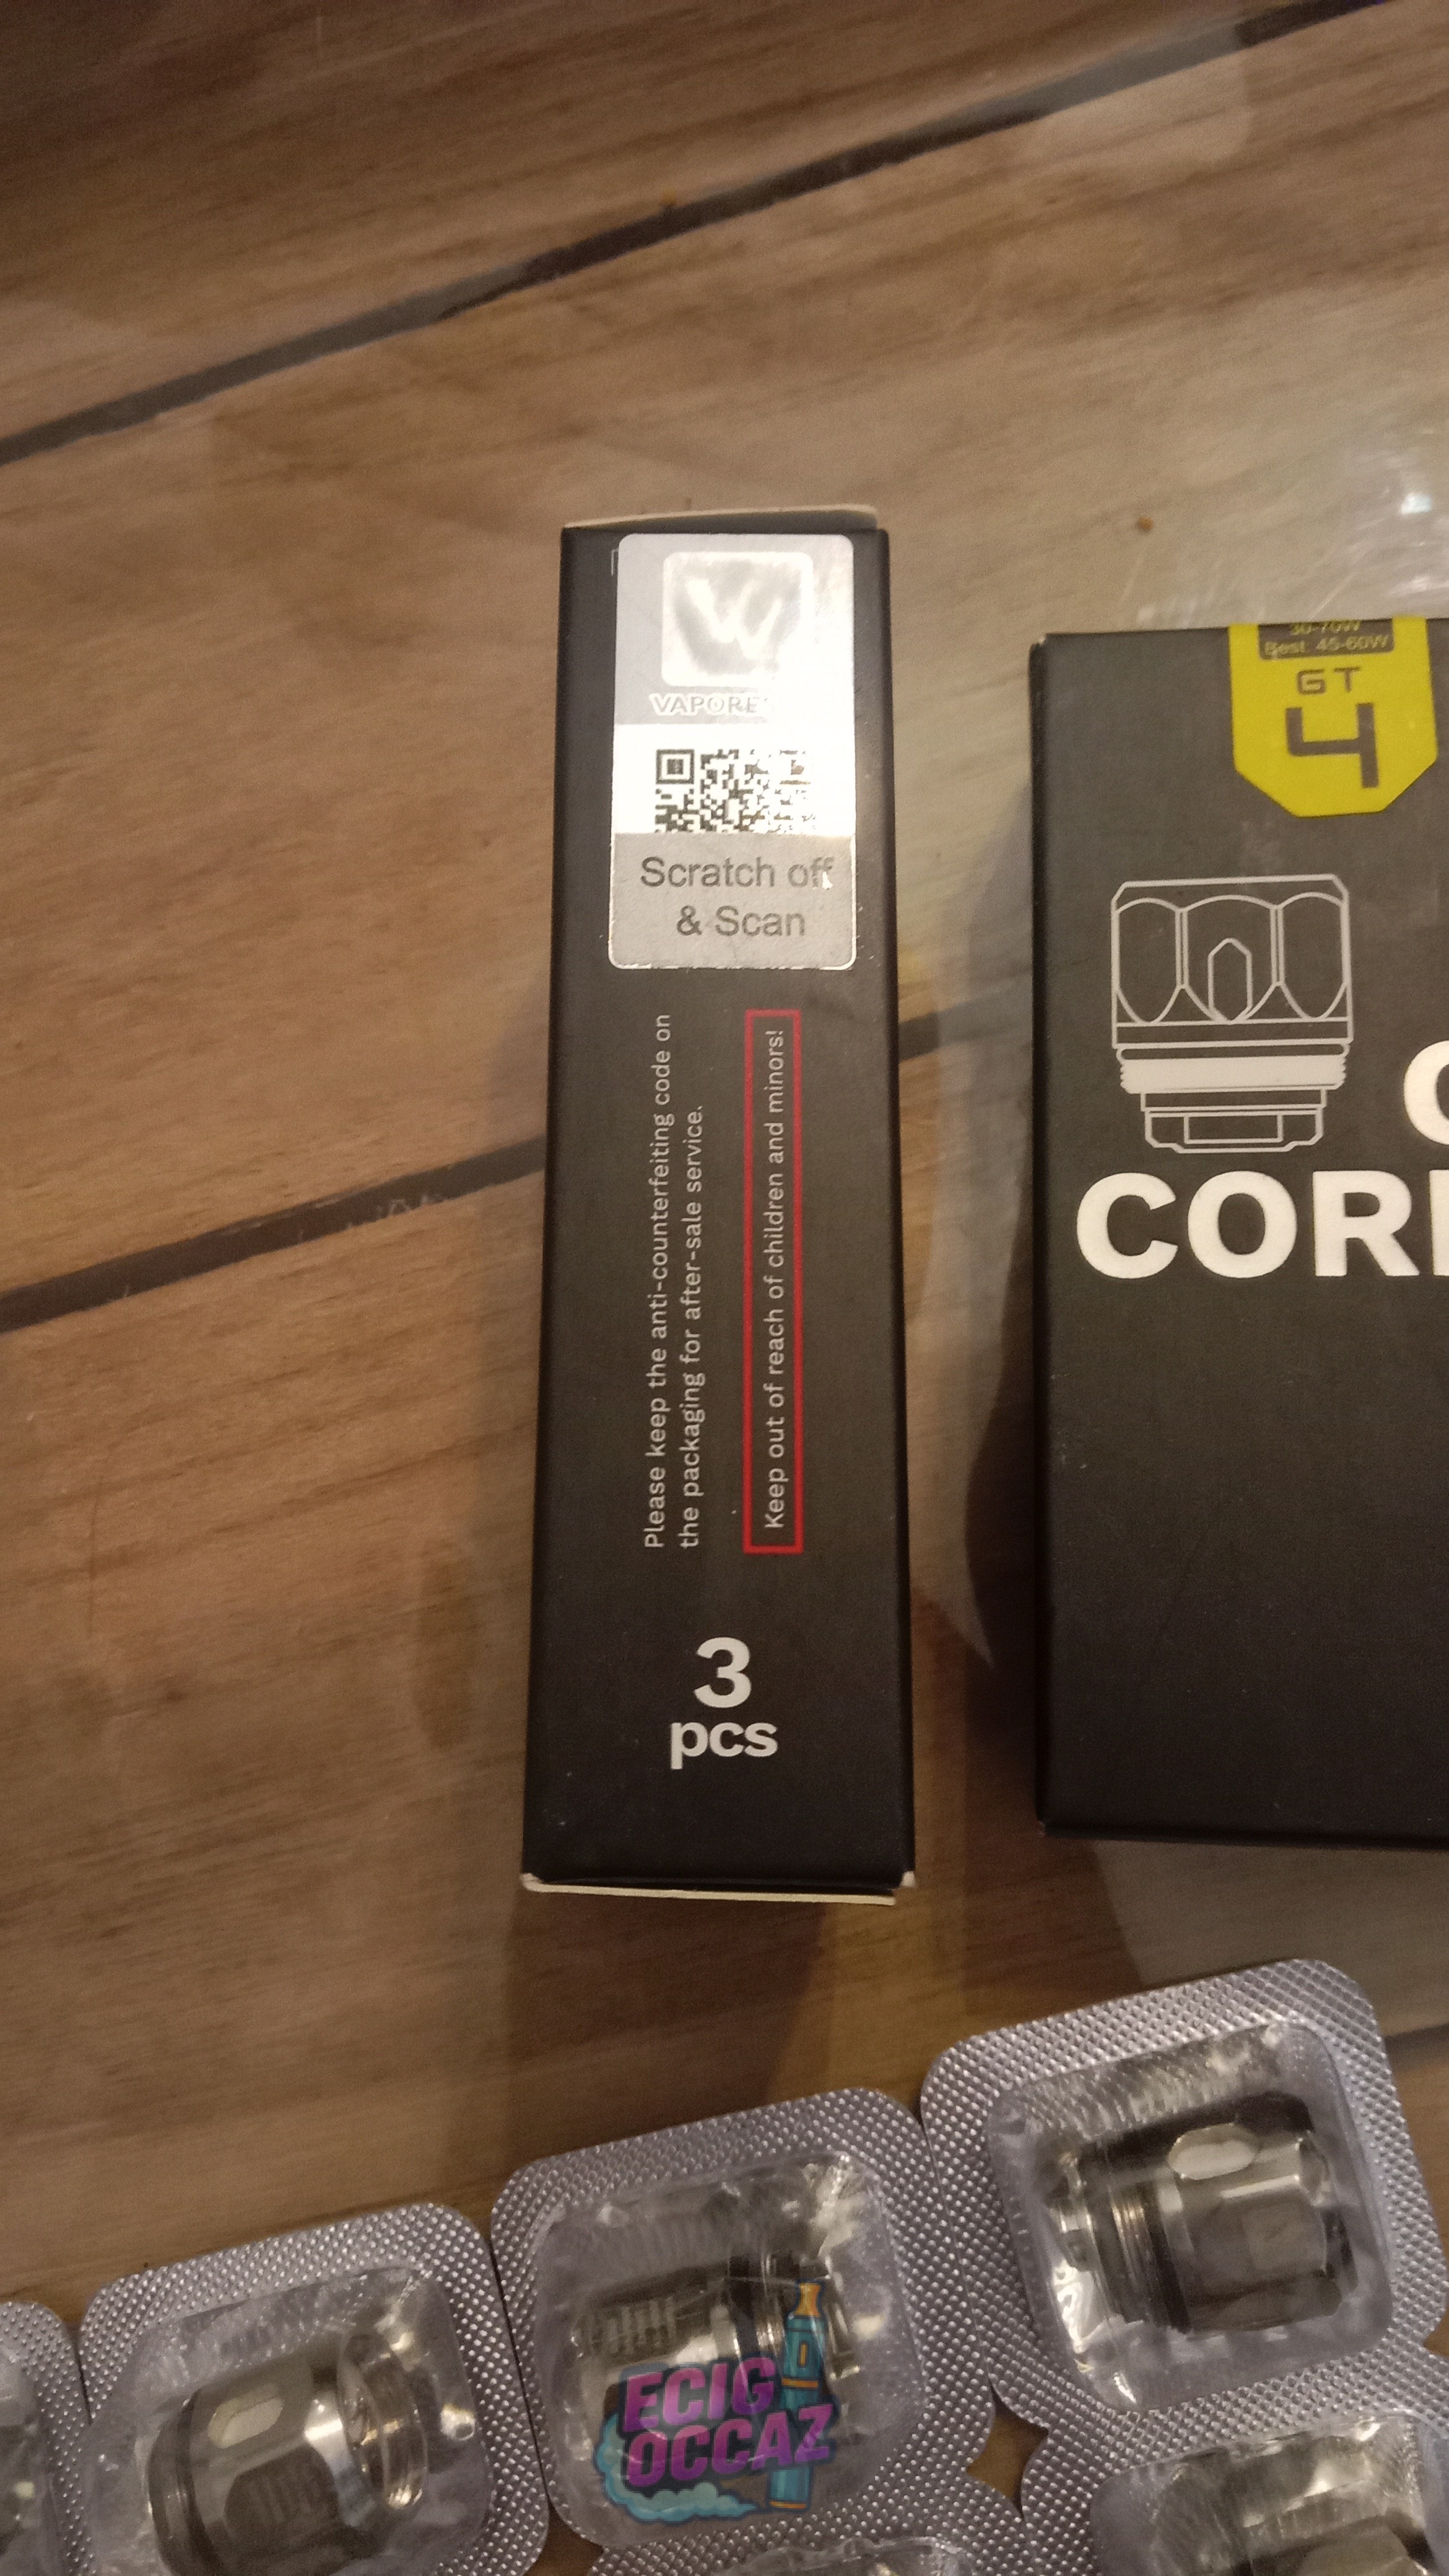 VAPORE
Scratch off
& Scan
Please keep the anti-counterfeiting code on
the packaging for after-sale service.
Keep out of reach of children and minors!
3
pcs
30-70W
Best: 45-60W
GT
4
COR
ECIG
OCCAZ